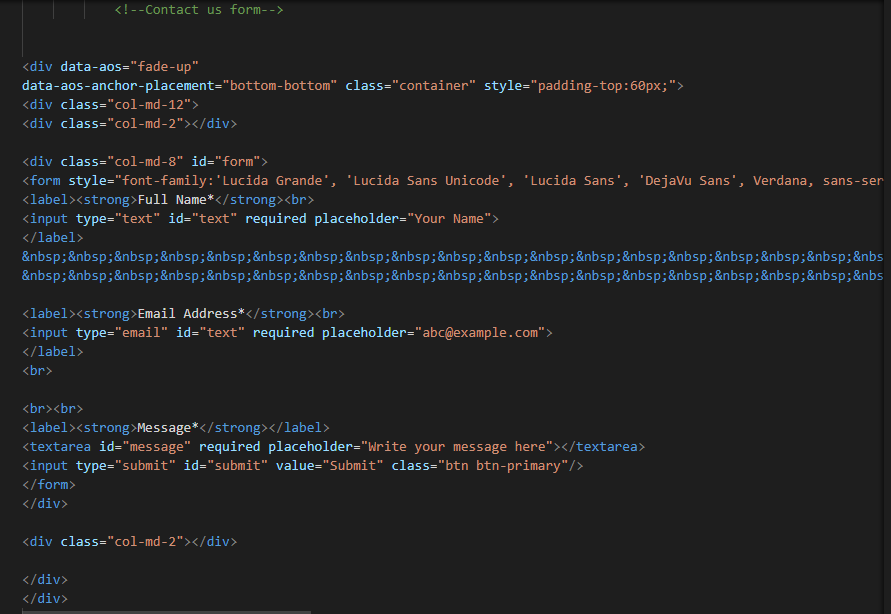 <!--Contact us form-->
<div data-aos="fade-up"
data-aos-anchor-placement="bottom-bottom" class="container" style="padding-top:60px;">
<div class="col-md-12">
<div class="col-md-2"></div>
<div class="col-md-8" id="form">
<form style="font-family:'Lucida Grande', 'Lucida Sans Unicode', 'Lucida Sans', 'DejaVu Sans', Verdana, sans-ser
<label><strong>Full Name*</strong><br>
<input type="text" id="text" required placeholder="Your Name">
</label>
&nbsp;&nbsp;&nbsp;&nbsp;&nbsp;&nbsp;&nbsp;&nbsp;&nbsp;&nbsp;&nbsp;&nbsp;&nbsp;&nbsp;&nbsp;&nbsp;&nbsp;&nbsp;&nbs
&nbsp;&nbsp;&nbsp;&nbsp;&nbsp;&nbsp;&nbsp;&nbsp;&nbsp;&nbsp;&nbsp;&nbsp;&nbsp;&nbsp;&nbsp;&nbsp;&nbsp;&nbsp;&nbs
<label><strong>Email Address*</strong><br>
<input type="email" id="text" required placeholder="abc@example.com">
</label>
<br>
<br><br>
<label><strong>Message*</strong></label>
<textarea id="message" required placeholder="Write your message here"></textarea>
<input type="submit" id="submit" value="Submit" class="btn btn-primary"/>
</form>
</div>
<div class="col-md-2"></div>
</div>
</div>